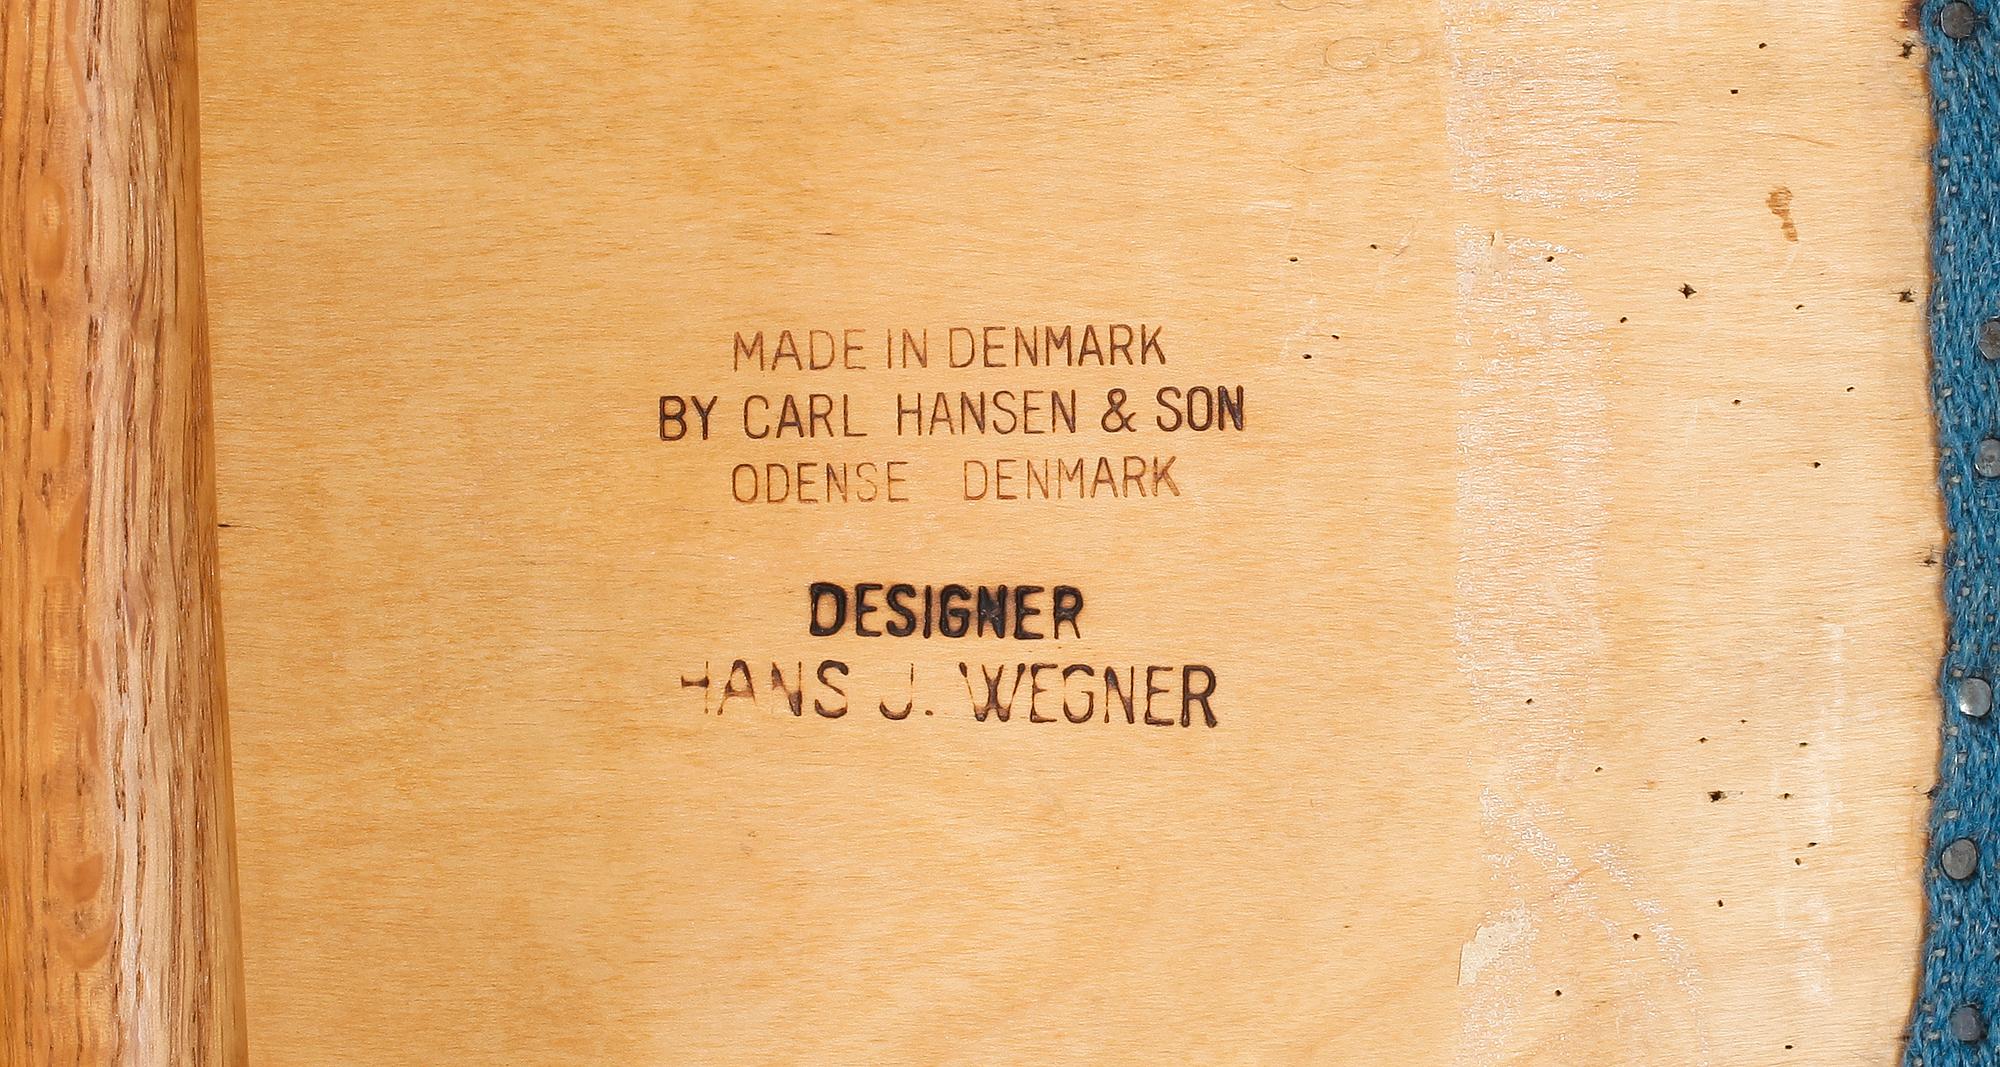 MADE IN DENMARK
BY CARL HANSEN & SON
ODENSE DENMARK
DESIGNER
HANS J. WEGNER